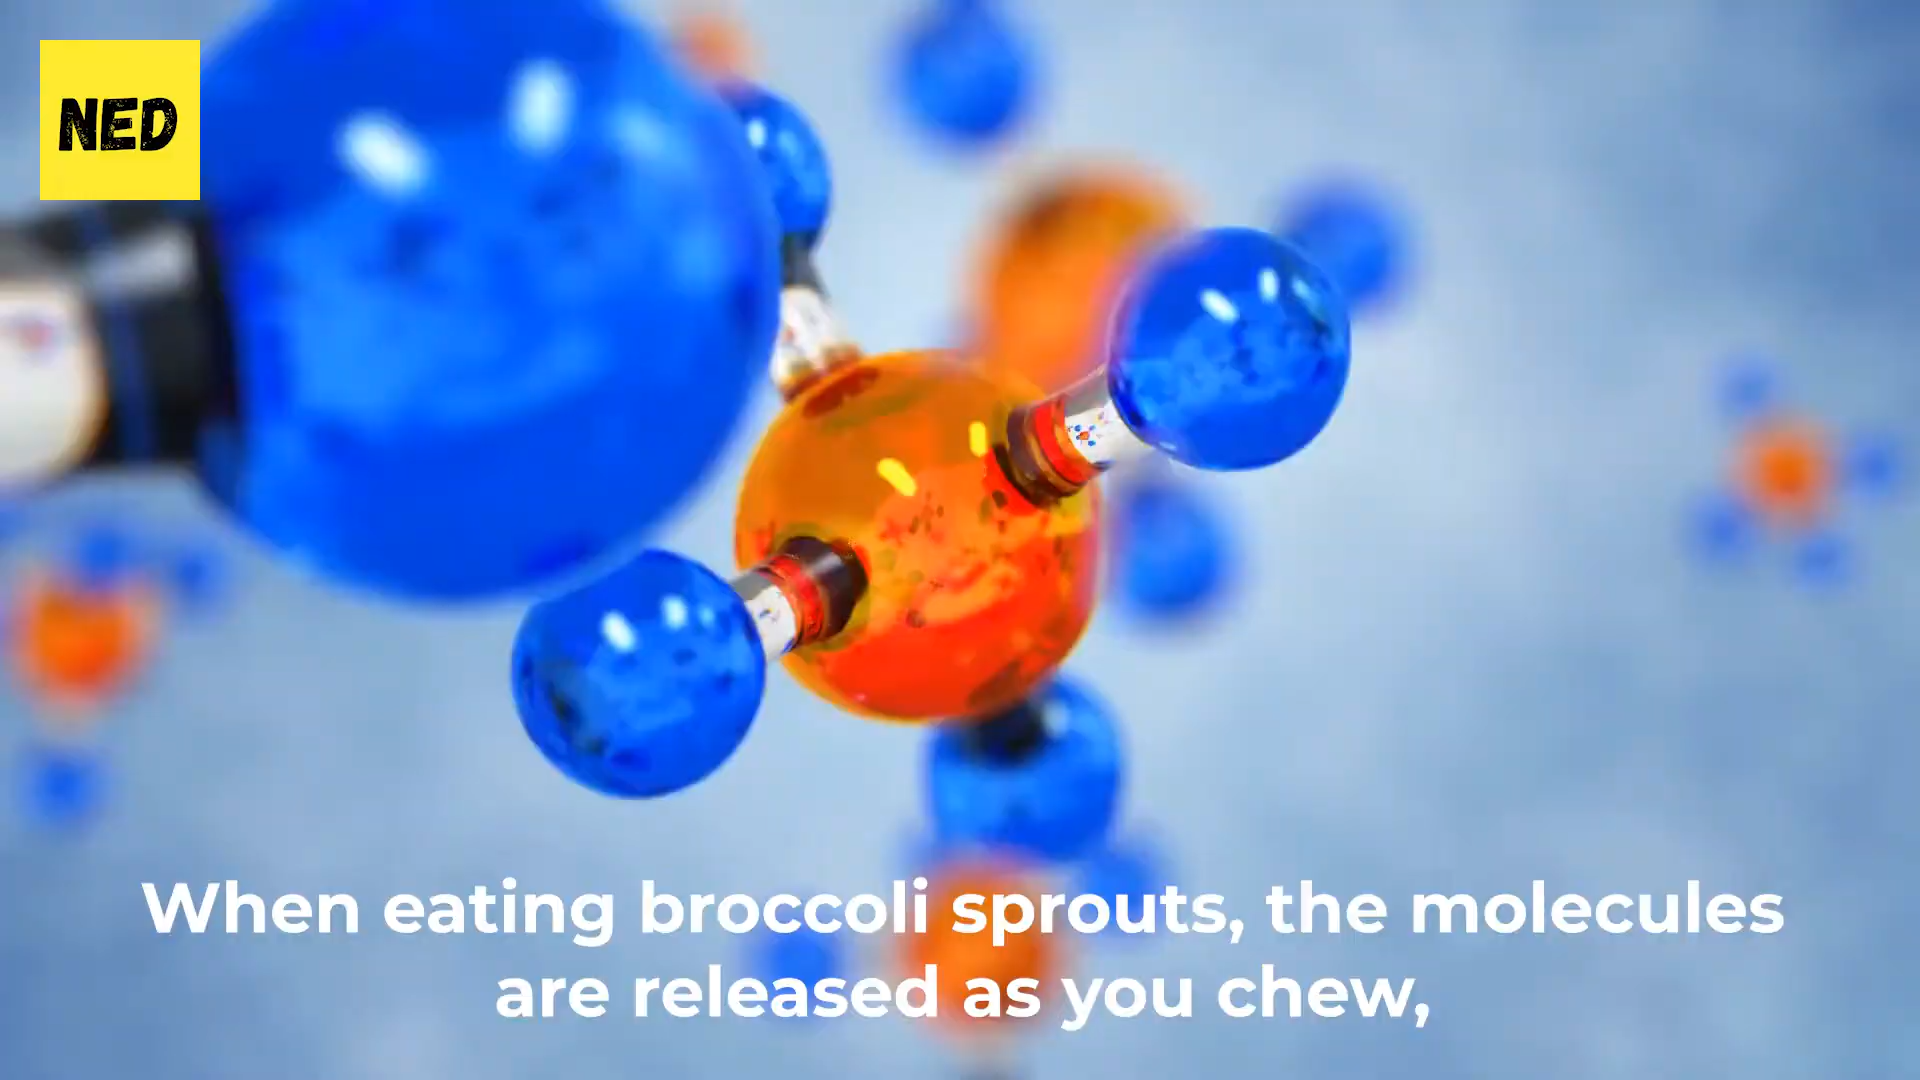 NED
When eating broccoli sprouts, the molecules
are released as you chew,